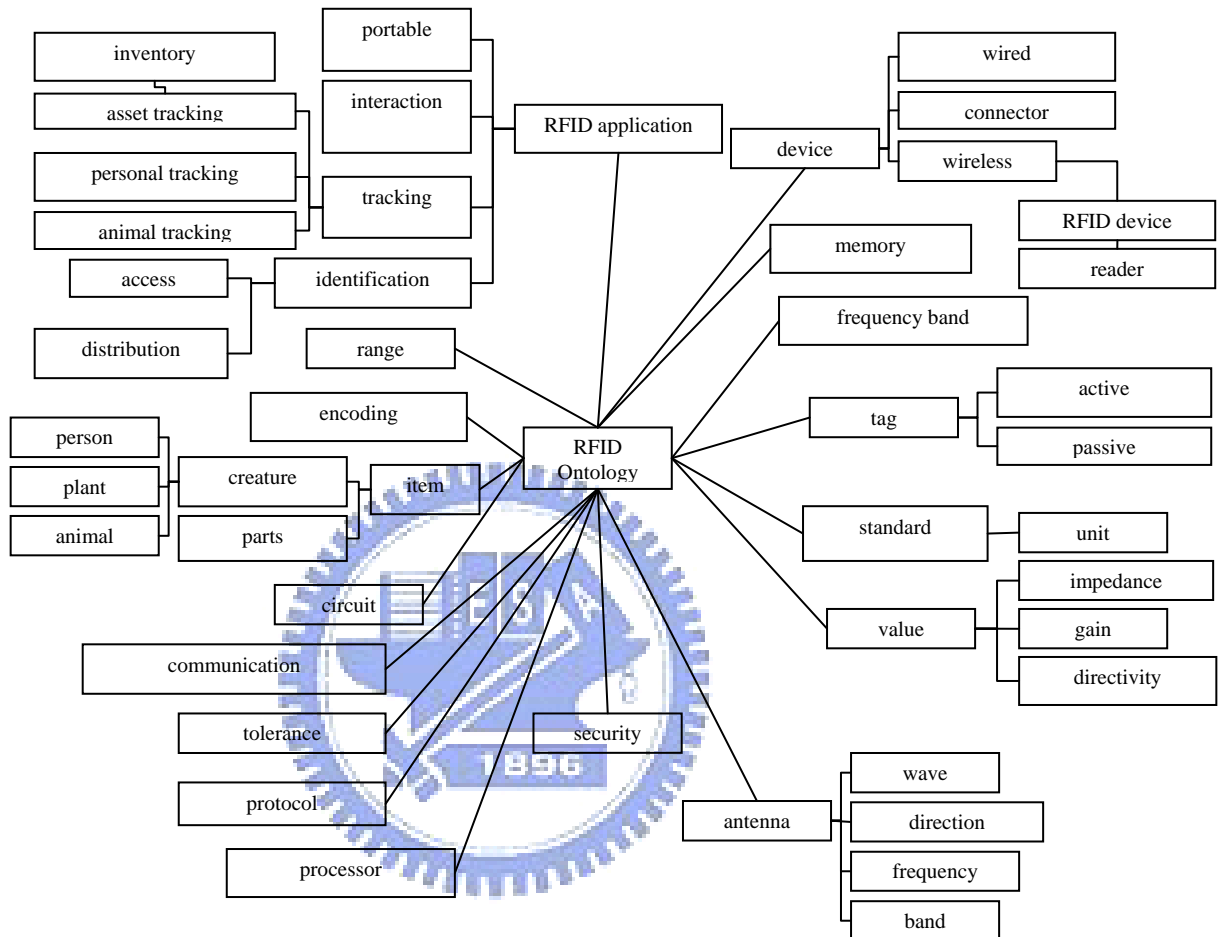 portable
inventory
wired
interaction
asset tracking
RFID application
connector
device
wireless
personal tracking
tracking
RFID device
animal tracking
memory
reader
access
identification
frequency band
distribution
range
active
encoding
tag
person
RFID
Ontology
passive
creature
item
plant
standard
unit
animal
parts
impedance
circuit
value
gain
communication
directivity
tolerance
security
1896
wave
protocol
antenna
direction
processor
frequency
band